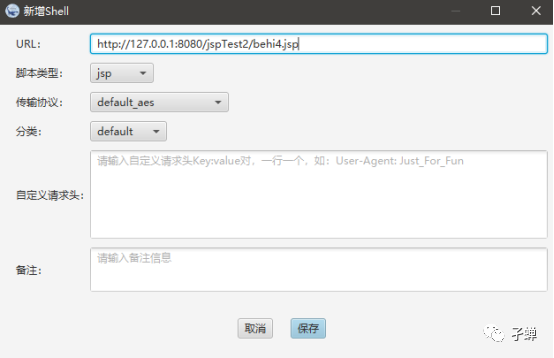 新增Shell
URL: http://127.0.0.1:8080/jspTest2/behi4.jsp
脚本类型: jsp
传输协议: default_aes
分类: default
自定义请求头: 请输入自定义请求头Key:value对，一行一个，如：User-Agent: Just_For_Fun
备注: 请输入备注信息
取消 保存
子蝉